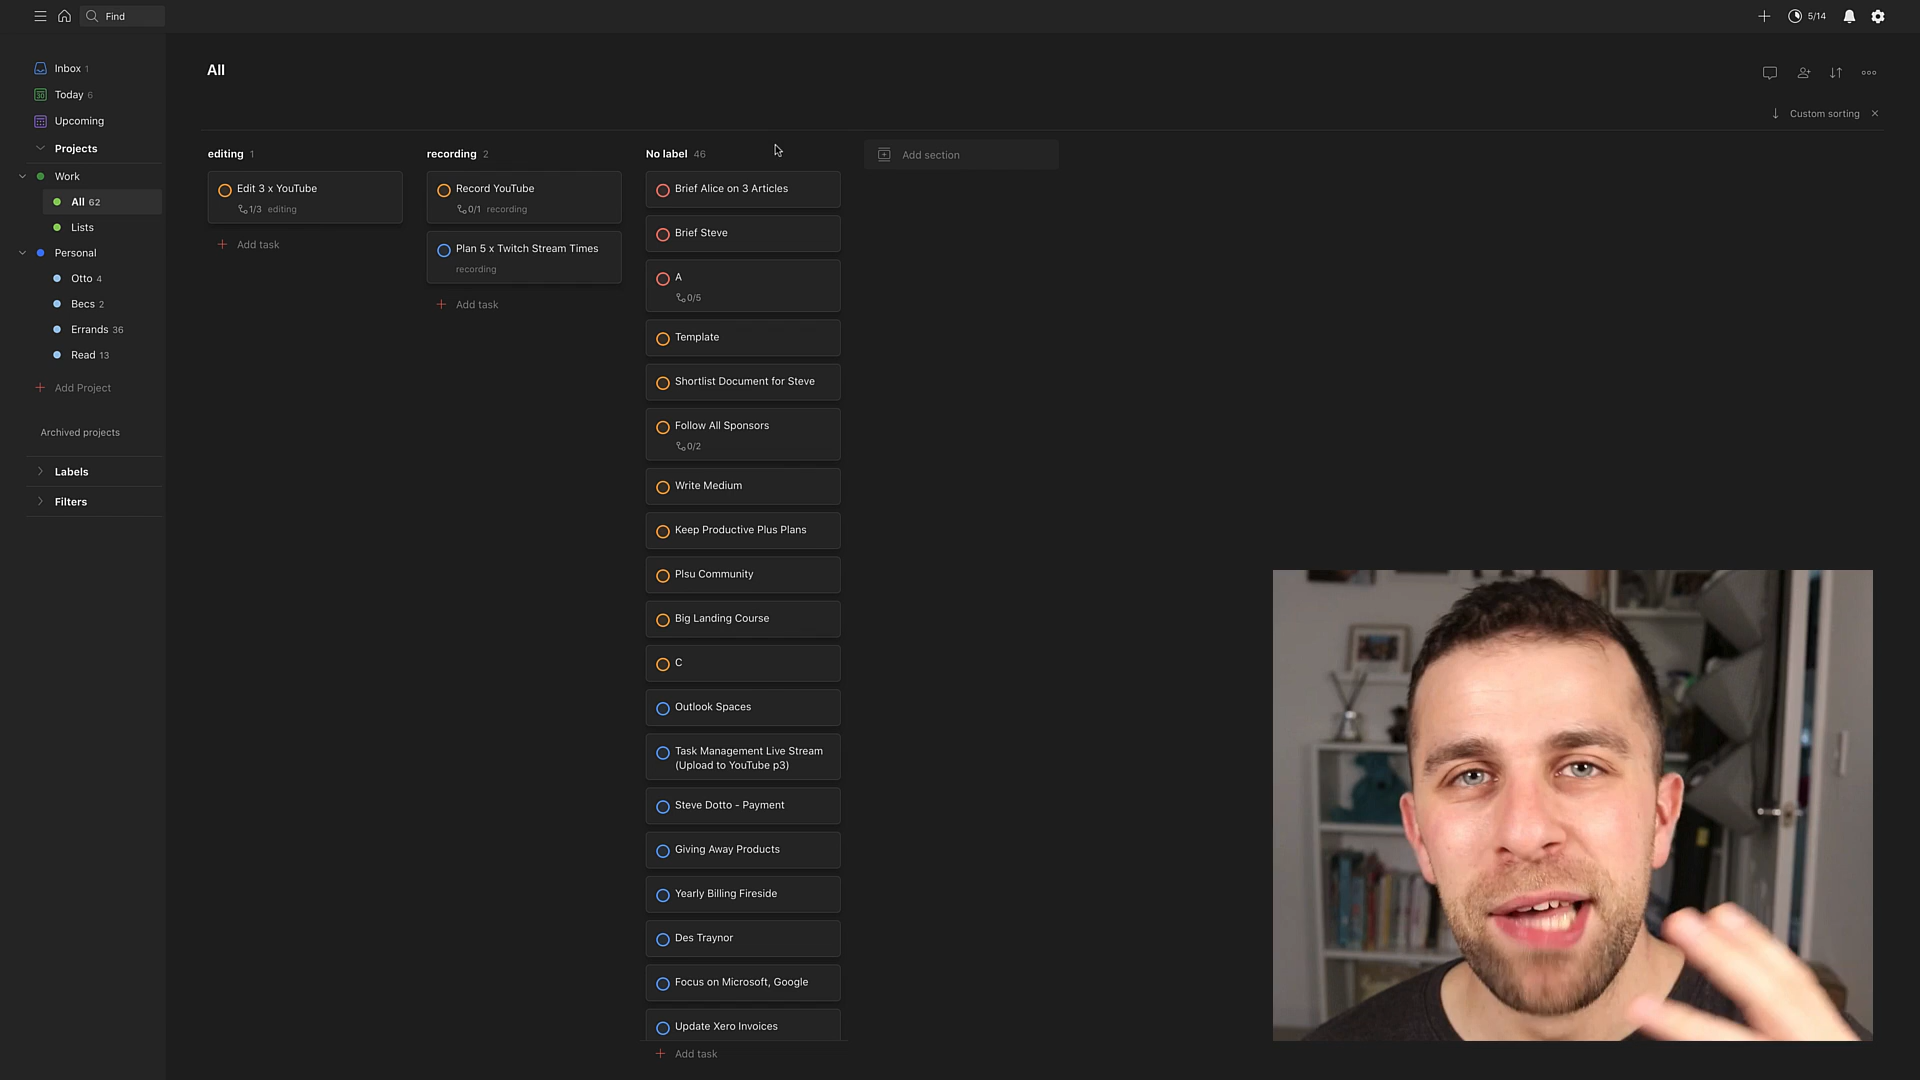 Find
5/14
Inbox 1
Today 6
Upcoming
Projects
Work
All 62
Lists
Personal
Otto 4
Becs 2
Errands 36
Read 13
Add Project
Archived projects
Labels
Filters
All
Custom sorting
editing 1
Edit 3 x YouTube
1/3 editing
Add task
recording 2
Record YouTube
0/1 recording
Plan 5 x Twitch Stream Times
recording
Add task
No label 46
Brief Alice on 3 Articles
Brief Steve
A
0/5
Template
Shortlist Document for Steve
Follow All Sponsors
0/2
Write Medium
Keep Productive Plus Plans
Plsu Community
Big Landing Course
C
Outlook Spaces
Task Management Live Stream
(Upload to YouTube p3)
Steve Dotto - Payment
Giving Away Products
Yearly Billing Fireside
Des Traynor
Focus on Microsoft, Google
Update Xero Invoices
Add task
Add section